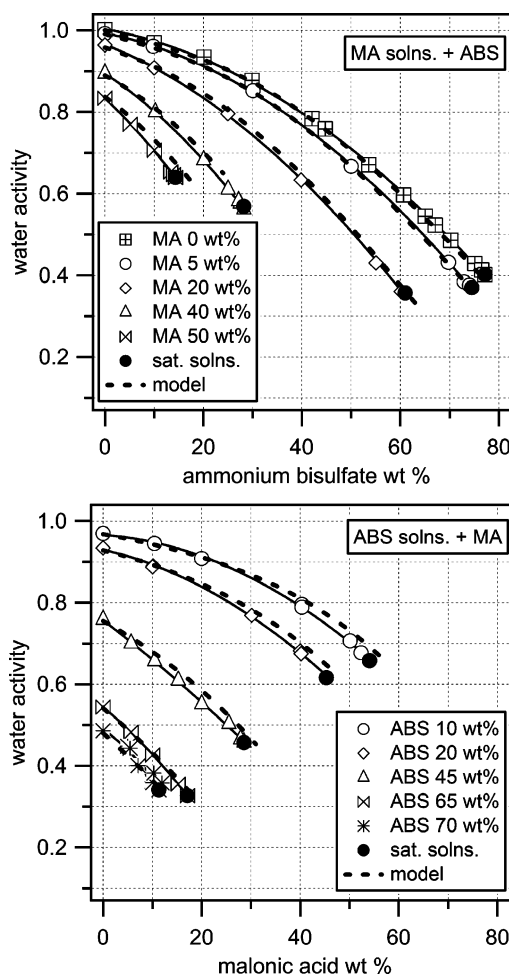 MA solns. + ABS
1.0
0.8
0.6
0.4
0.2
water activity
MA 0 wt%
MA 5 wt%
MA 20 wt%
MA 40 wt%
MA 50 wt%
sat. solns.
model
0 20 40 60 80
ammonium bisulfate wt %
ABS solns. + MA
1.0
0.8
0.6
0.4
0.2
water activity
ABS 10 wt%
ABS 20 wt%
ABS 45 wt%
ABS 65 wt%
ABS 70 wt%
sat. solns.
model
0 20 40 60 80
malonic acid wt %